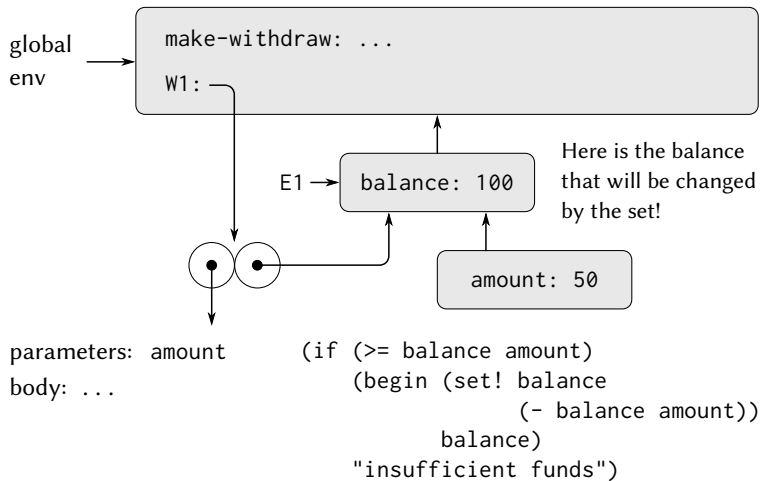 global
env
make-withdraw: ...
W1:
E1
balance: 100
Here is the balance
that will be changed
by the set!
amount: 50
parameters: amount
body: ...
(if (>= balance amount)
    (begin (set! balance
                 (- balance amount))
           balance)
    "insufficient funds")